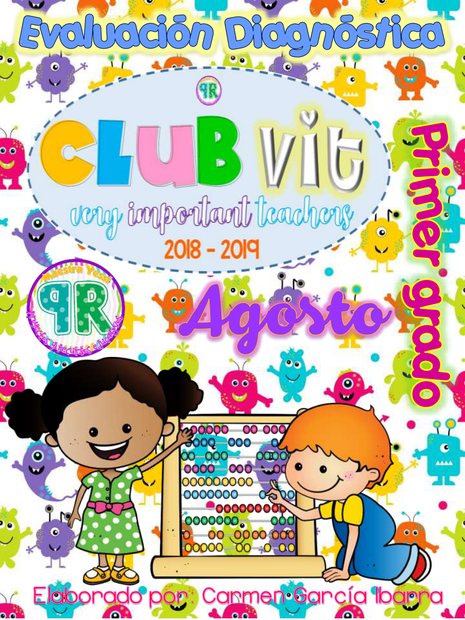 Evaluación Diagnóstica
PR
CLUB vit
very important teachers
2018 - 2019
Primer grado
PR
Agosto
Elaborado por: Carmen García Ibarra